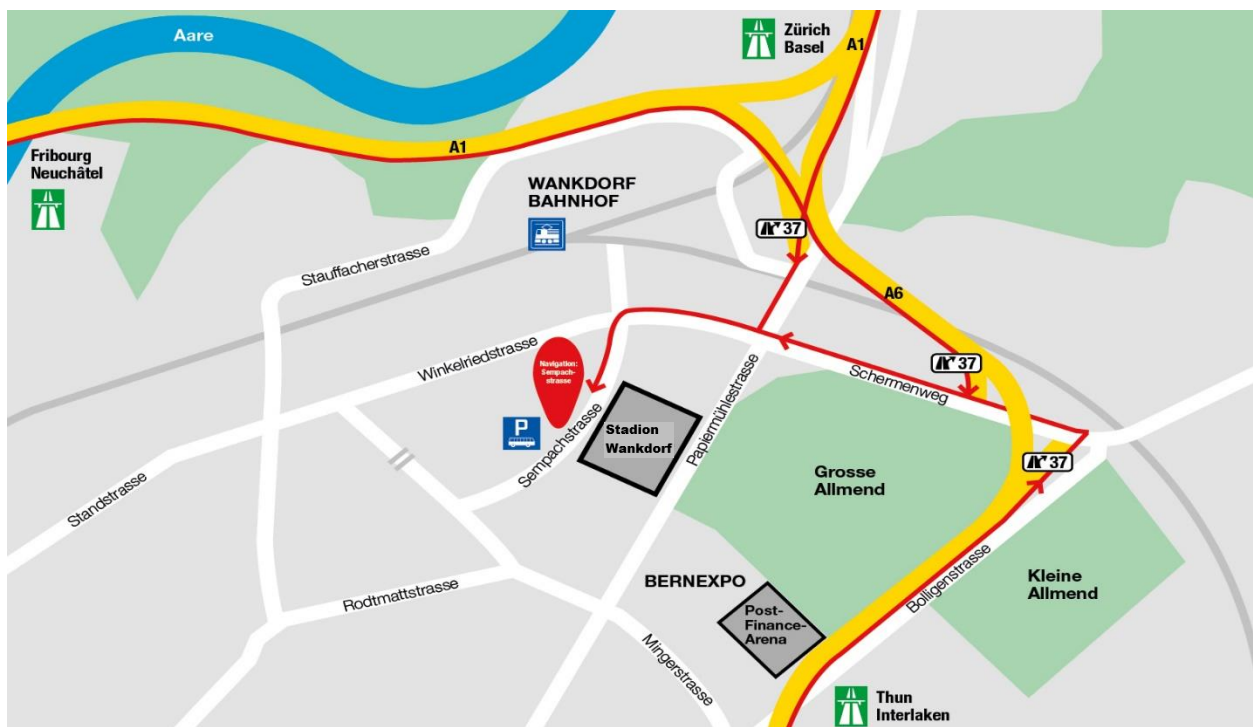 Aare
Zürich
Basel
A1
A1
Fribourg
Neuchâtel
WANKDORF
BAHNHOF
37
Stauffacherstrasse
A6
Winkelriedstrasse
Navigation:
Sempach-
strasse
37
Schermenweg
P
Sempachstrasse
Stadion
Wankdorf
Papiermühlestrasse
37
Grosse
Allmend
Standstrasse
Bolligenstrasse
Kleine
Allmend
Rodtmattstrasse
BERNEXPO
Post-
Finance-
Arena
Mingerstrasse
Thun
Interlaken